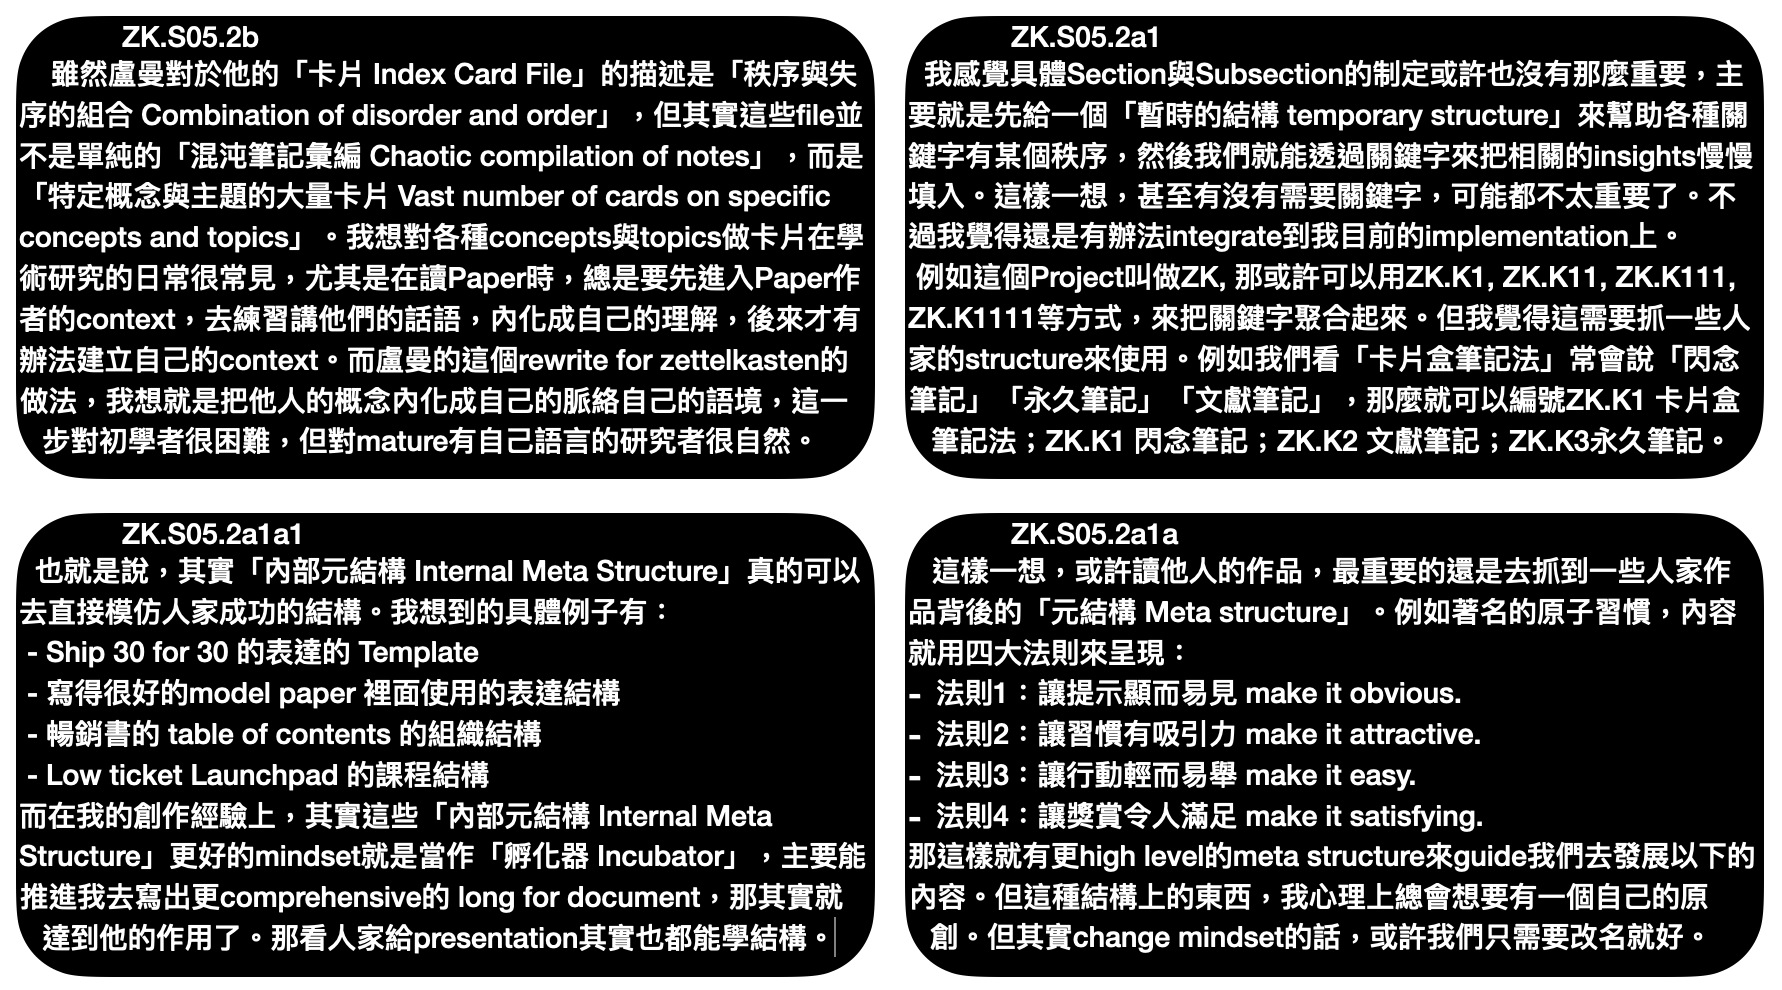 ZK.S05.2b
雖然盧曼對於他的「卡片 Index Card File」的描述是「秩序與失
序的組合 Combination of disorder and order」，但其實這些file並
不是單純的「混沌筆記彙編 Chaotic compilation of notes」，而是
「特定概念與主題的大量卡片 Vast number of cards on specific
concepts and topics」。我想對各種concepts與topics做卡片在學
術研究的日常很常見，尤其是在讀Paper時，總是要先進入Paper作
者的context，去練習講他們的話語，內化成自己的理解，後來才有
辦法建立自己的context。而盧曼的這個rewrite for zettelkasten的
做法，我想就是把他人的概念內化成自己的脈絡自己的語境，這一
步對初學者很困難，但對mature有自己語言的研究者很自然。
ZK.S05.2a1
我感覺具體Section與Subsection的制定或許也沒有那麼重要，主
要就是先給一個「暫時的結構 temporary structure」來幫助各種關
鍵字有某個秩序，然後我們就能透過關鍵字來把相關的insights慢慢
填入。這樣一想，甚至有沒有需要關鍵字，可能都不太重要了。不
過我覺得還是有辦法integrate到我目前的implementation上。
例如這個Project叫做ZK, 那或許可以用ZK.K1, ZK.K11, ZK.K111,
ZK.K1111等方式，來把關鍵字聚合起來。但我覺得這需要抓一些人
家的structure來使用。例如我們看「卡片盒筆記法」常會說「閃念
筆記」「永久筆記」「文獻筆記」，那麼就可以編號ZK.K1 卡片盒
筆記法；ZK.K1 閃念筆記；ZK.K2 文獻筆記；ZK.K3永久筆記。
ZK.S05.2a1a1
也就是說，其實「內部元結構 Internal Meta Structure」真的可以
去直接模仿人家成功的結構。我想到的具體例子有：
- Ship 30 for 30 的表達的 Template
- 寫得很好的model paper 裡面使用的表達結構
- 暢銷書的 table of contents 的組織結構
- Low ticket Launchpad 的課程結構
而在我的創作經驗上，其實這些「內部元結構 Internal Meta
Structure」更好的mindset就是當作「孵化器 Incubator」，主要能
推進我去寫出更comprehensive的 long for document，那其實就
達到他的作用了。那看人家給presentation其實也都能學結構。
ZK.S05.2a1a
這樣一想，或許讀他人的作品，最重要的還是去抓到一些人家作
品背後的「元結構 Meta structure」。例如著名的原子習慣，內容
就用四大法則來呈現：
- 法則1：讓提示顯而易見 make it obvious.
- 法則2：讓習慣有吸引力 make it attractive.
- 法則3：讓行動輕而易舉 make it easy.
- 法則4：讓獎賞令人滿足 make it satisfying.
那這樣就有更high level的meta structure來guide我們去發展以下的
內容。但這種結構上的東西，我心理上總會想要有一個自己的原
創。但其實change mindset的話，或許我們只需要改名就好。